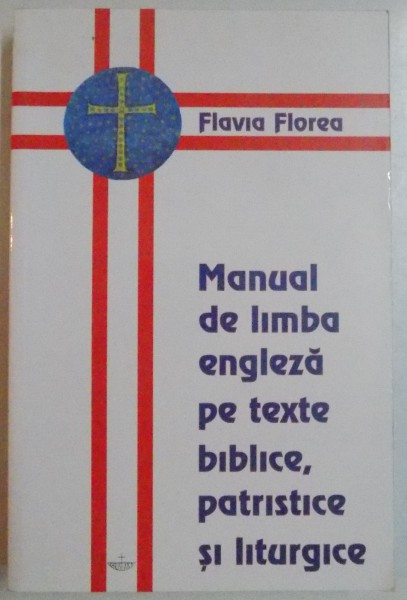 Flavia Florea
Manual
de limba
engleză
pe texte
biblice,
patristice
și liturgice